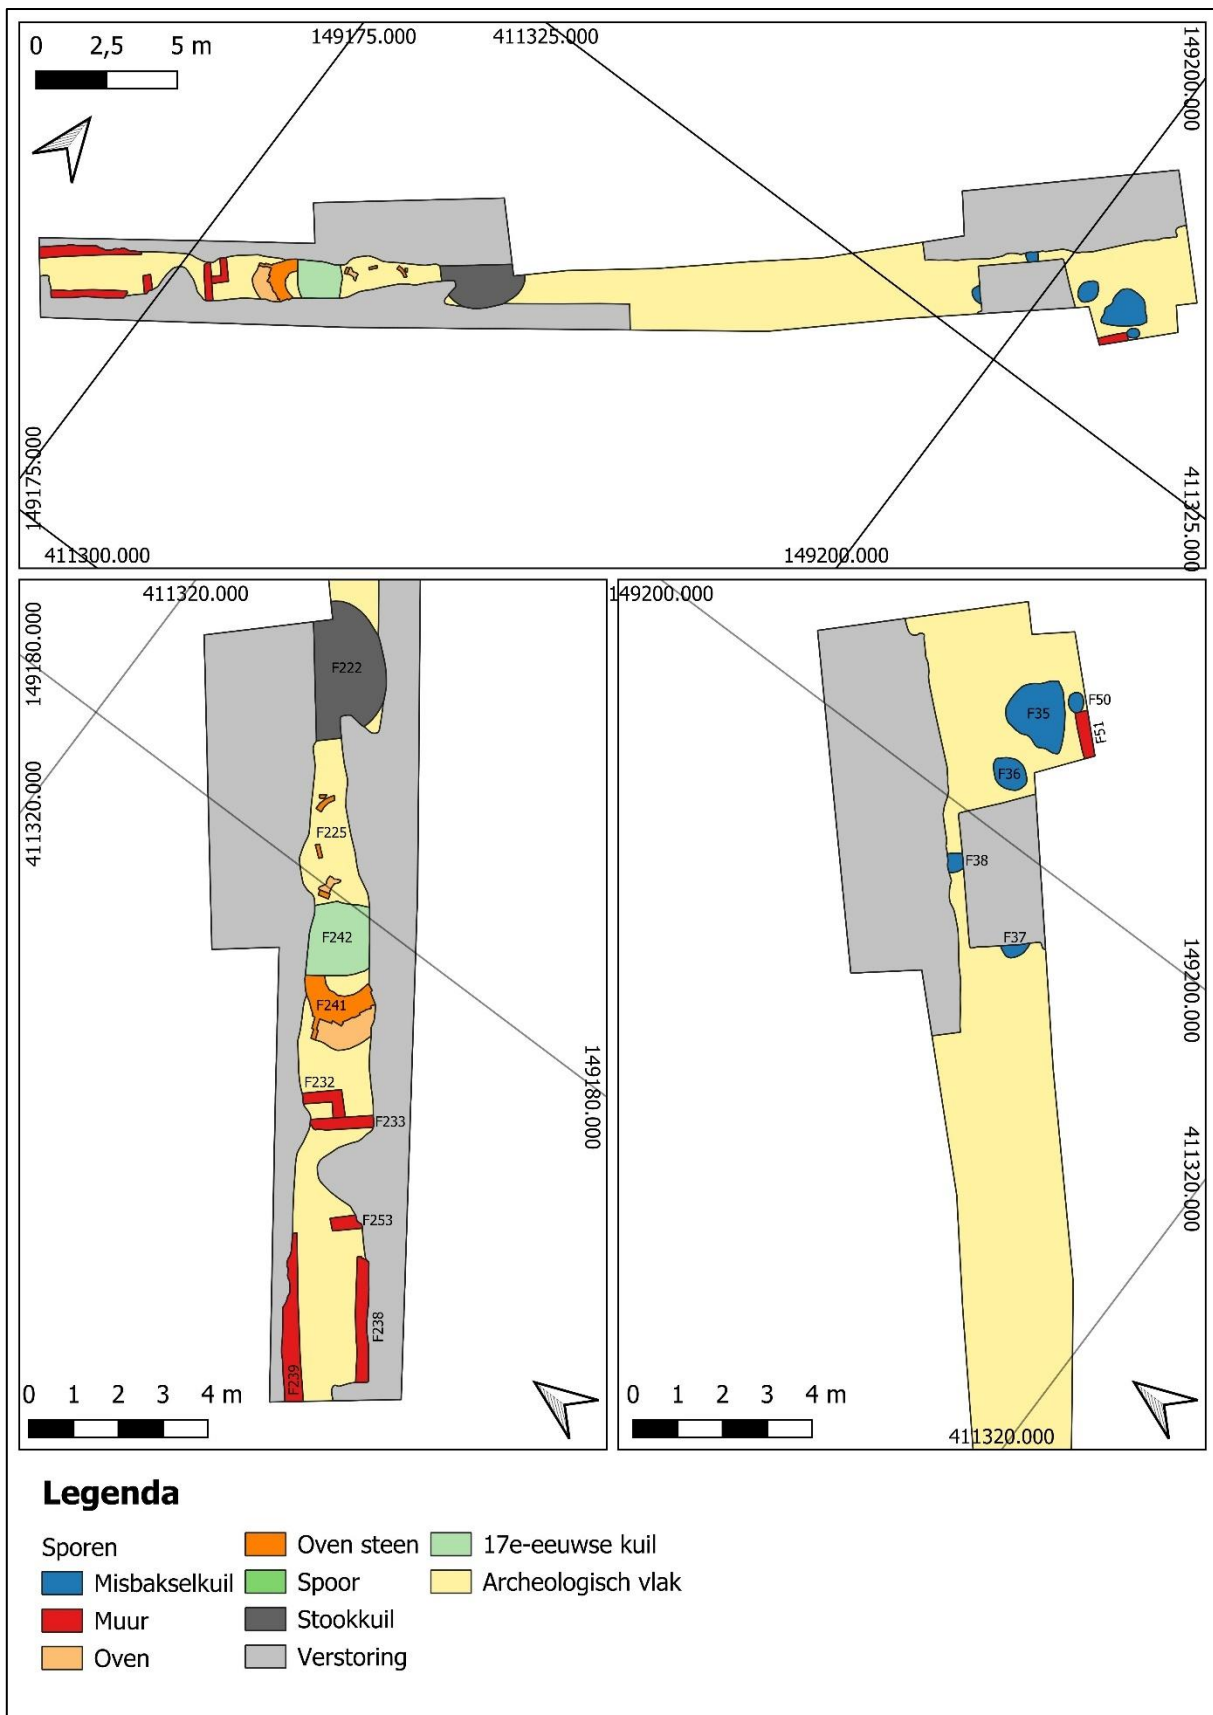 149175.000
411325.000
149200.000
0 2,5 5 m
149175.000
411300.000
149200.000
411325.000
411320.000
149180.000
411320.000
F222
F225
F242
F241
F232
F233
F253
F238
F239
149180.000
0 1 2 3 4 m
149200.000
F35
F50
F51
F36
F38
F37
149200.000
411320.000
0 1 2 3 4 m
411320.000
Legenda
Sporen
Misbakselkuil
Muur
Oven
Oven steen
Spoor
Stookkuil
Verstoring
17e-eeuwse kuil
Archeologisch vlak